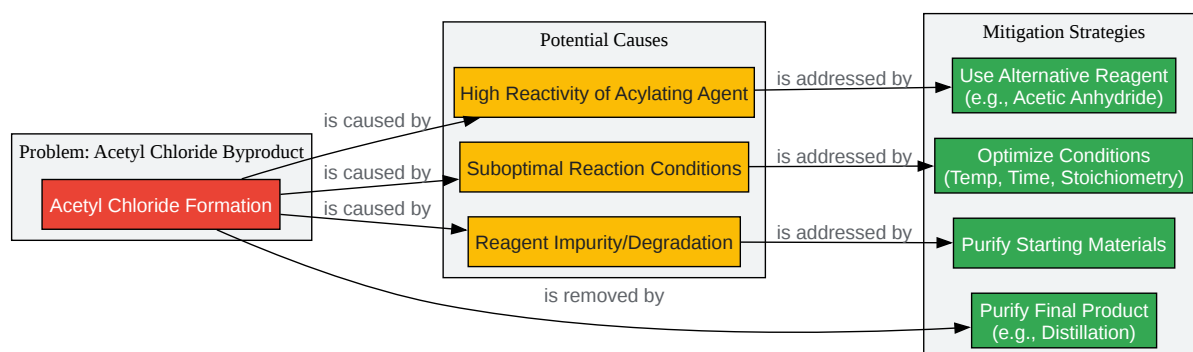 Potential Causes
Mitigation Strategies
High Reactivity of Acylating Agent
is addressed by
Use Alternative Reagent
(e.g., Acetic Anhydride)
is caused by
Problem: Acetyl Chloride Byproduct
Suboptimal Reaction Conditions
is addressed by
Optimize Conditions
(Temp, Time, Stoichiometry)
is caused by
Acetyl Chloride Formation
is caused by
Reagent Impurity/Degradation
is addressed by
Purify Starting Materials
is removed by
Purify Final Product
(e.g., Distillation)